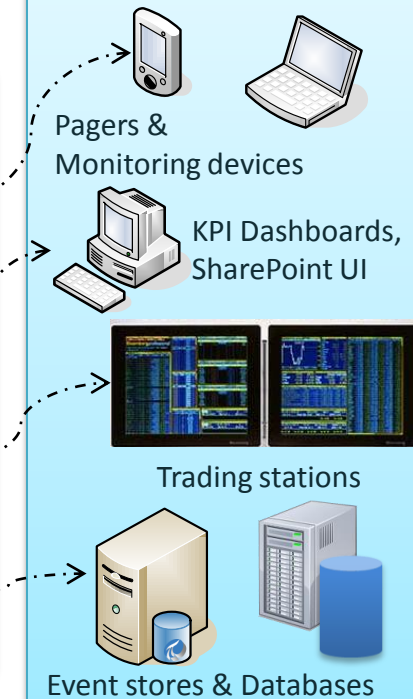 Pagers &
Monitoring devices
KPI Dashboards,
SharePoint UI
Trading stations
Event stores & Databases